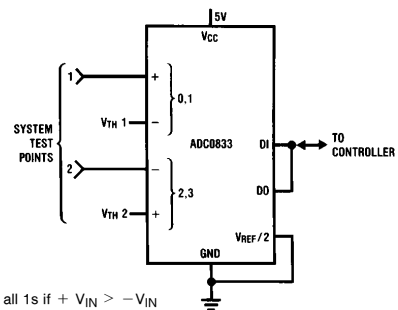 5V
VCC
1
+
0,1
VTH 1
−
SYSTEM
TEST
POINTS
ADC0833
DI
TO
CONTROLLER
2
−
2,3
DO
VTH 2
+
VREF/2
GND
all 1s if + VIN > −VIN